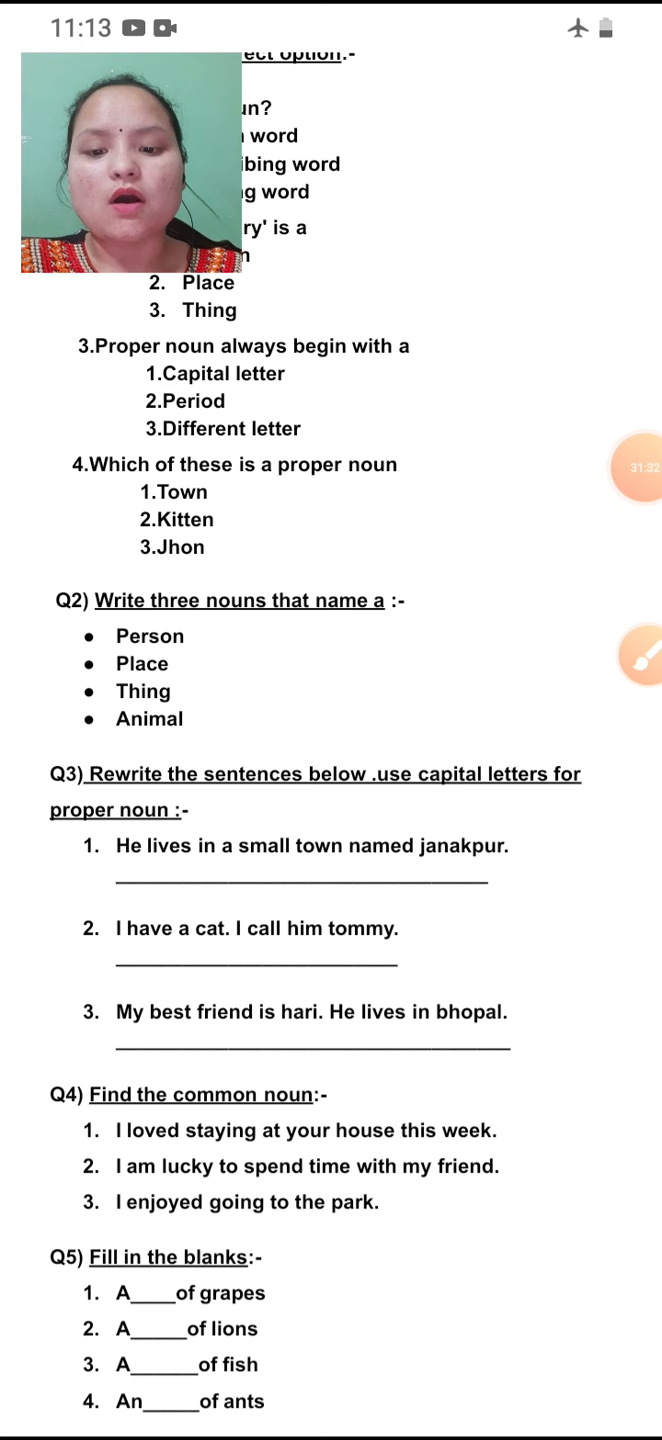 11:13
option:-
word
word
word
is a
2. Place
3. Thing
3.Proper noun always begin with a
1.Capital letter
2.Period
3.Different letter
4.Which of these is a proper noun
1.Town
2.Kitten
3.Jhon
31:32
Q2) Write three nouns that name a :-
● Person
● Place
● Thing
● Animal
Q3) Rewrite the sentences below .use capital letters for
proper noun :-
1. He lives in a small town named janakpur.
2. I have a cat. I call him tommy.
3. My best friend is hari. He lives in bhopal.
Q4) Find the common noun:-
1. I loved staying at your house this week.
2. I am lucky to spend time with my friend.
3. I enjoyed going to the park.
Q5) Fill in the blanks:-
1. A____of grapes
2. A_____of lions
3. A______of fish
4. An_____of ants